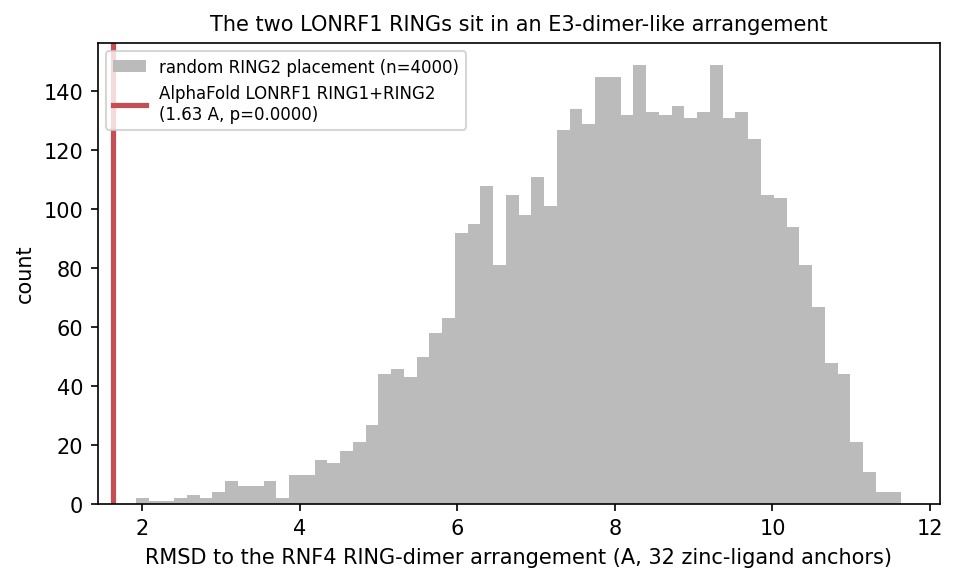 The two LONRF1 RINGs sit in an E3-dimer-like arrangement
random RING2 placement (n=4000)
AlphaFold LONRF1 RING1+RING2
(1.63 A, p=0.0000)
140
120
100
80
60
40
20
0
count
2
4
6
8
10
12
RMSD to the RNF4 RING-dimer arrangement (A, 32 zinc-ligand anchors)